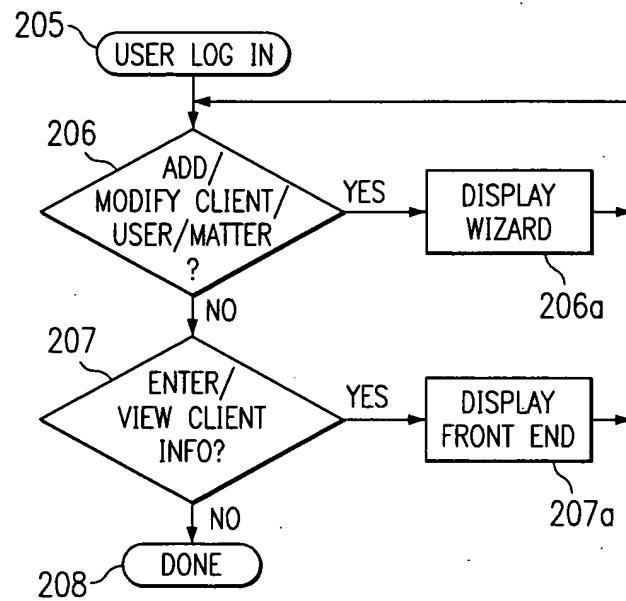 205
USER LOG IN
206
ADD/
MODIFY CLIENT/
USER/MATTER
?
YES
DISPLAY
WIZARD
206a
NO
207
ENTER/
VIEW CLIENT
INFO?
YES
DISPLAY
FRONT END
207a
NO
208
DONE